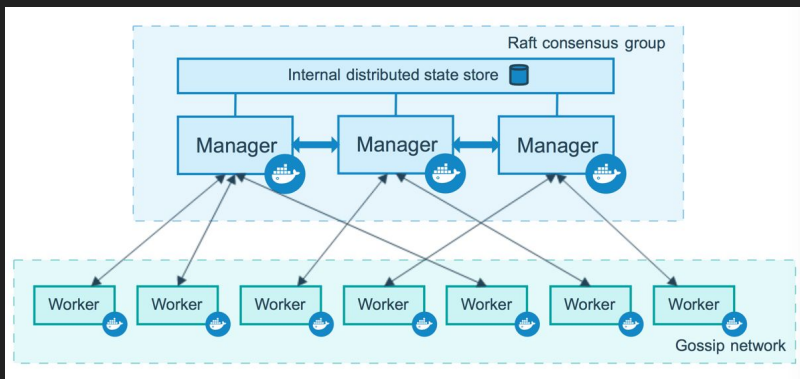 Raft consensus group
Internal distributed state store
Manager
Manager
Manager
Worker
Worker
Worker
Worker
Worker
Worker
Worker
Gossip network